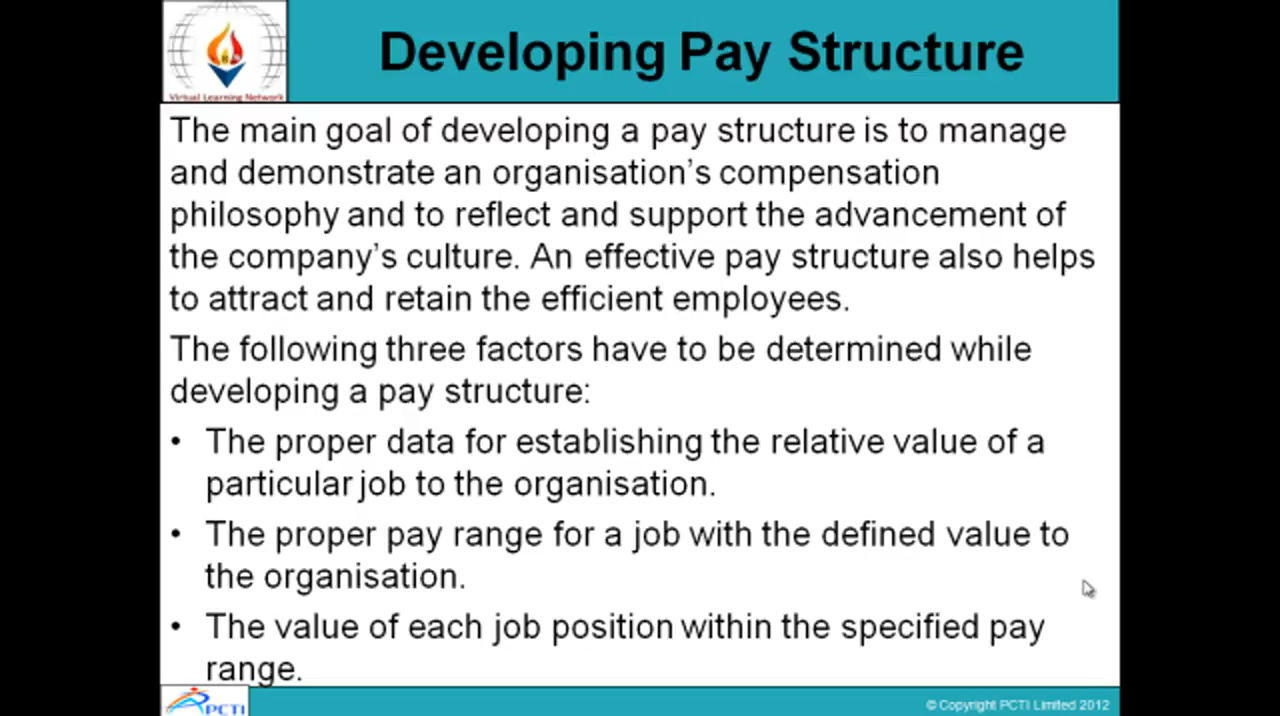 Developing Pay Structure
Virtual Learning Network
The main goal of developing a pay structure is to manage
and demonstrate an organisation's compensation
philosophy and to reflect and support the advancement of
the company's culture. An effective pay structure also helps
to attract and retain the efficient employees.
The following three factors have to be determined while
developing a pay structure:
• The proper data for establishing the relative value of a
particular job to the organisation.
• The proper pay range for a job with the defined value to
the organisation.
• The value of each job position within the specified pay
range.
PCTI
© Copyright PCTI Limited 2012